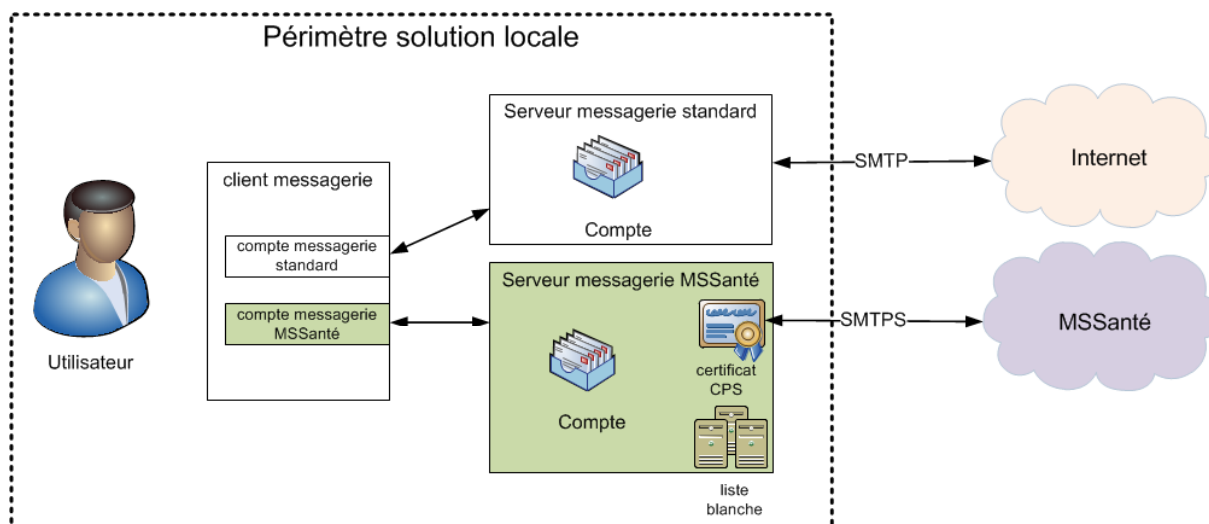 Périmètre solution locale
Serveur messagerie standard
Compte
SMTP
Internet
client messagerie
compte messagerie
standard
compte messagerie
MSSanté
Utilisateur
Serveur messagerie MSSanté
Compte
certificat
CPS
liste
blanche
SMTPS
MSSanté